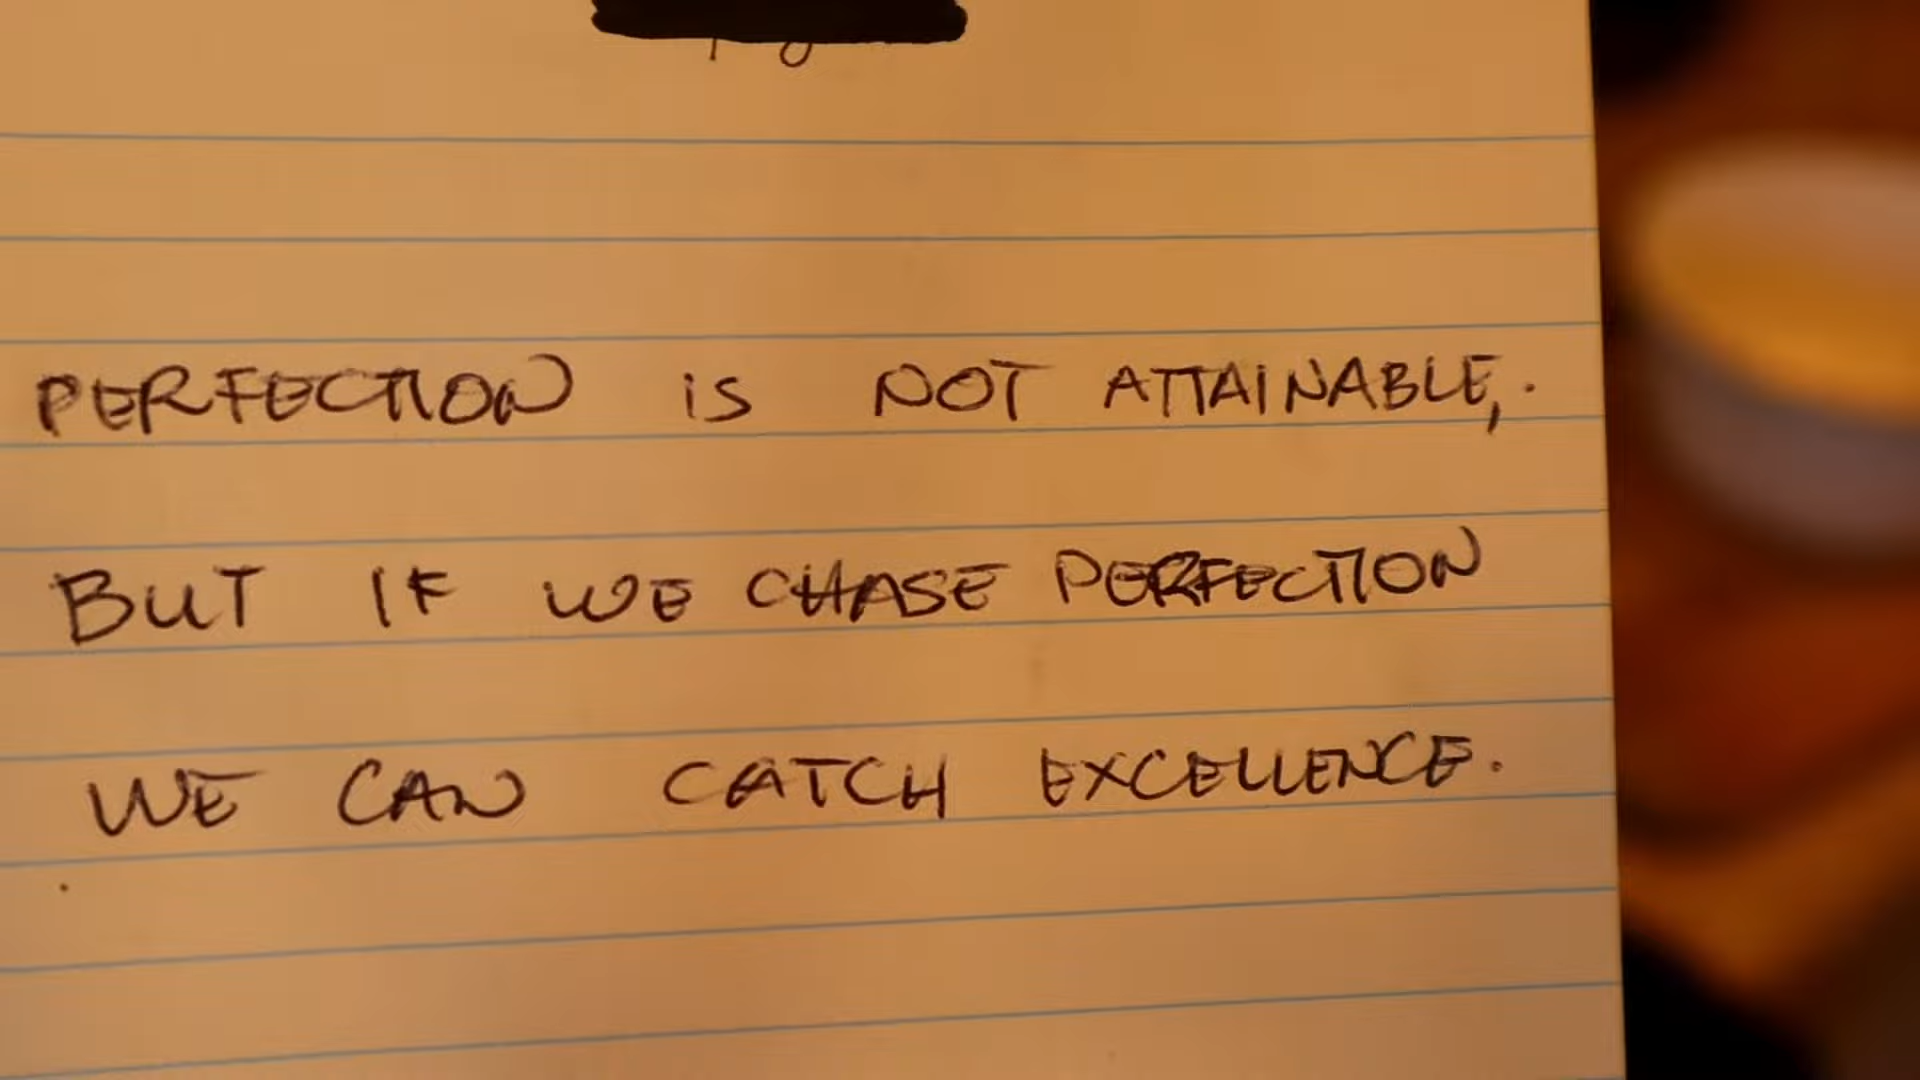 PERFECTION is NOT ATTAINABLE,.
BUT IF WE CHASE PERFECTION
WE CAN CATCH EXCELLENCE.